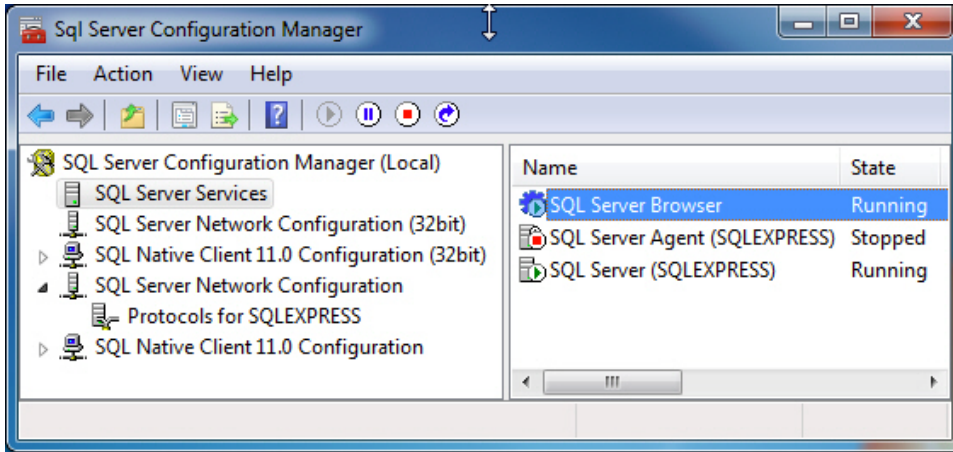 Sql Server Configuration Manager
File Action View Help
SQL Server Configuration Manager (Local)
SQL Server Services
SQL Server Network Configuration (32bit)
SQL Native Client 11.0 Configuration (32bit)
SQL Server Network Configuration
Protocols for SQLEXPRESS
SQL Native Client 11.0 Configuration
Name State
SQL Server Browser Running
SQL Server Agent (SQLEXPRESS) Stopped
SQL Server (SQLEXPRESS) Running